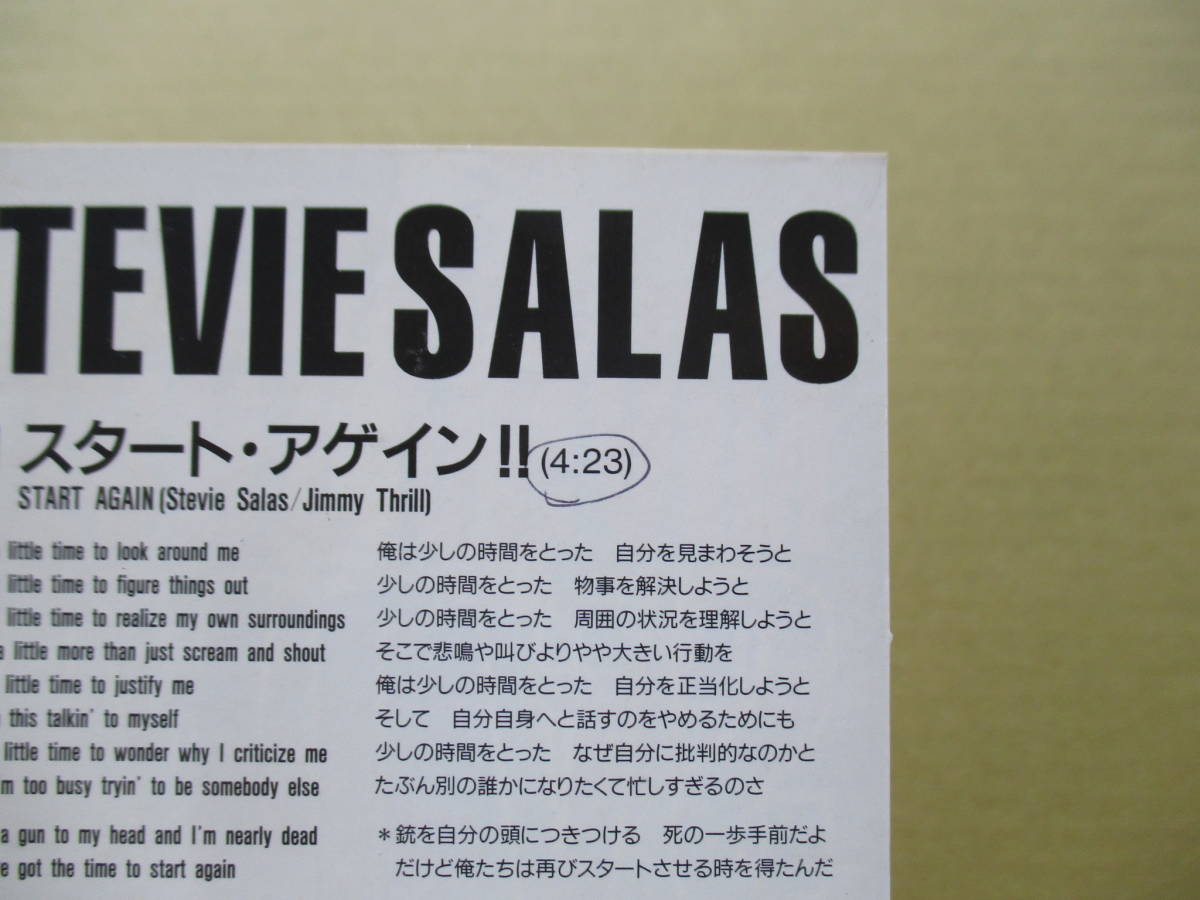 TEVIE SALAS
スタート・アゲイン!! (4:23)
START AGAIN (Stevie Salas/Jimmy Thrill)
little time to look around me
little time to figure things out
little time to realize my own surroundings
little more than just scream and shout
little time to justify me
this talkin' to myself
little time to wonder why I criticize me
'm too busy tryin' to be somebody else
a gun to my head and I'm nearly dead
e got the time to start again
俺は少しの時間をとった 自分を見まわそうと
少しの時間をとった 物事を解決しようと
少しの時間をとった 周囲の状況を理解しようと
そこで悲鳴や叫びよりやや大きい行動を
俺は少しの時間をとった 自分を正当化しようと
そして 自分自身へと話すのをやめるためにも
少しの時間をとった なぜ自分に批判的なのかと
たぶん別の誰かになりたくて忙しすぎるのさ
*銃を自分の頭につきつける 死の一歩手前だよ
だけど俺たちは再びスタートさせる時を得たんだ